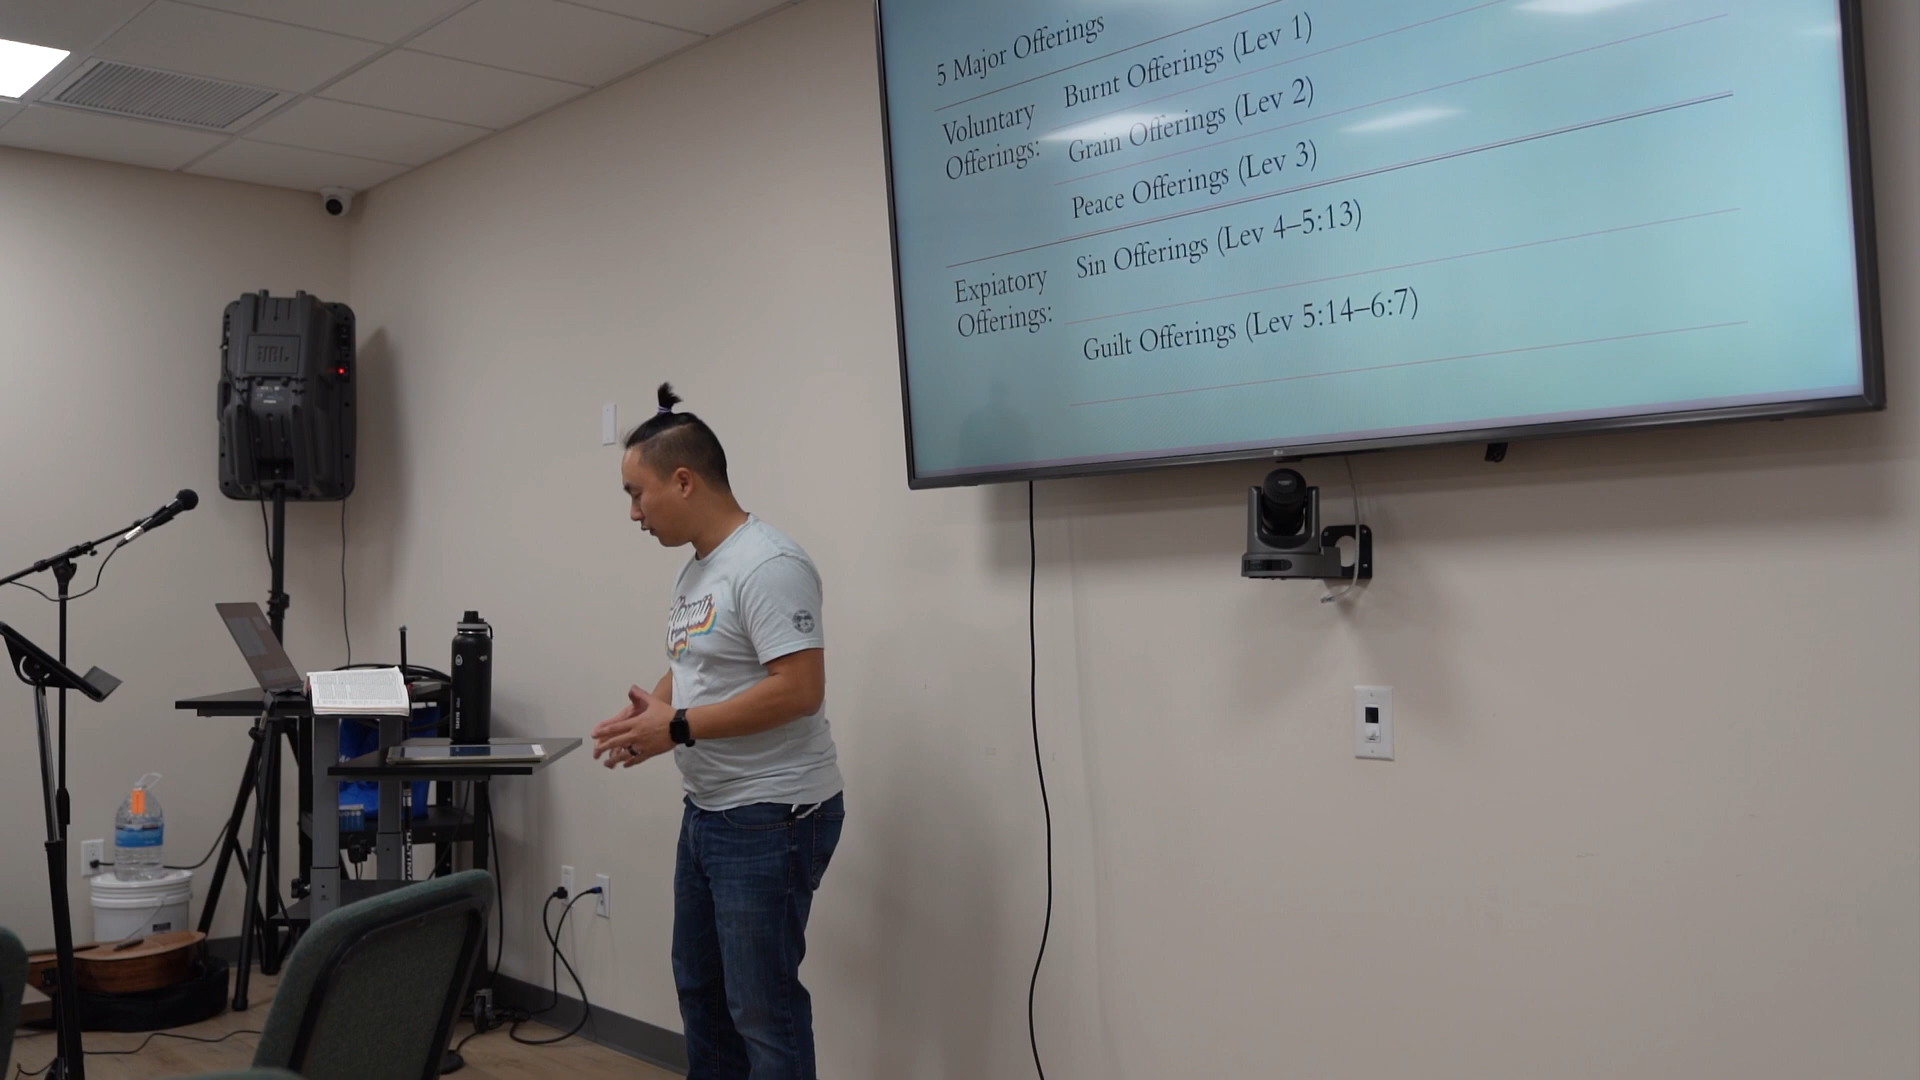 5 Major Offerings
Voluntary
Offerings:
Burnt Offerings (Lev 1)
Grain Offerings (Lev 2)
Peace Offerings (Lev 3)
Expiatory
Offerings:
Sin Offerings (Lev 4–5:13)
Guilt Offerings (Lev 5:14–6:7)
JBL
Hawaii